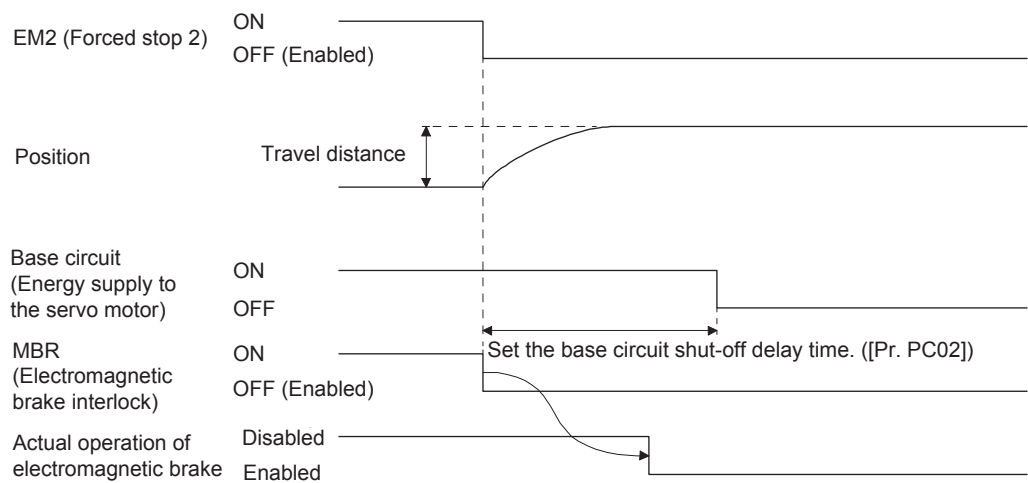 EM2 (Forced stop 2)
ON
OFF (Enabled)
Position
Travel distance
Base circuit
(Energy supply to
the servo motor)
ON
OFF
Set the base circuit shut-off delay time. ([Pr. PC02])
MBR
(Electromagnetic
brake interlock)
ON
OFF (Enabled)
Actual operation of
electromagnetic brake
Disabled
Enabled